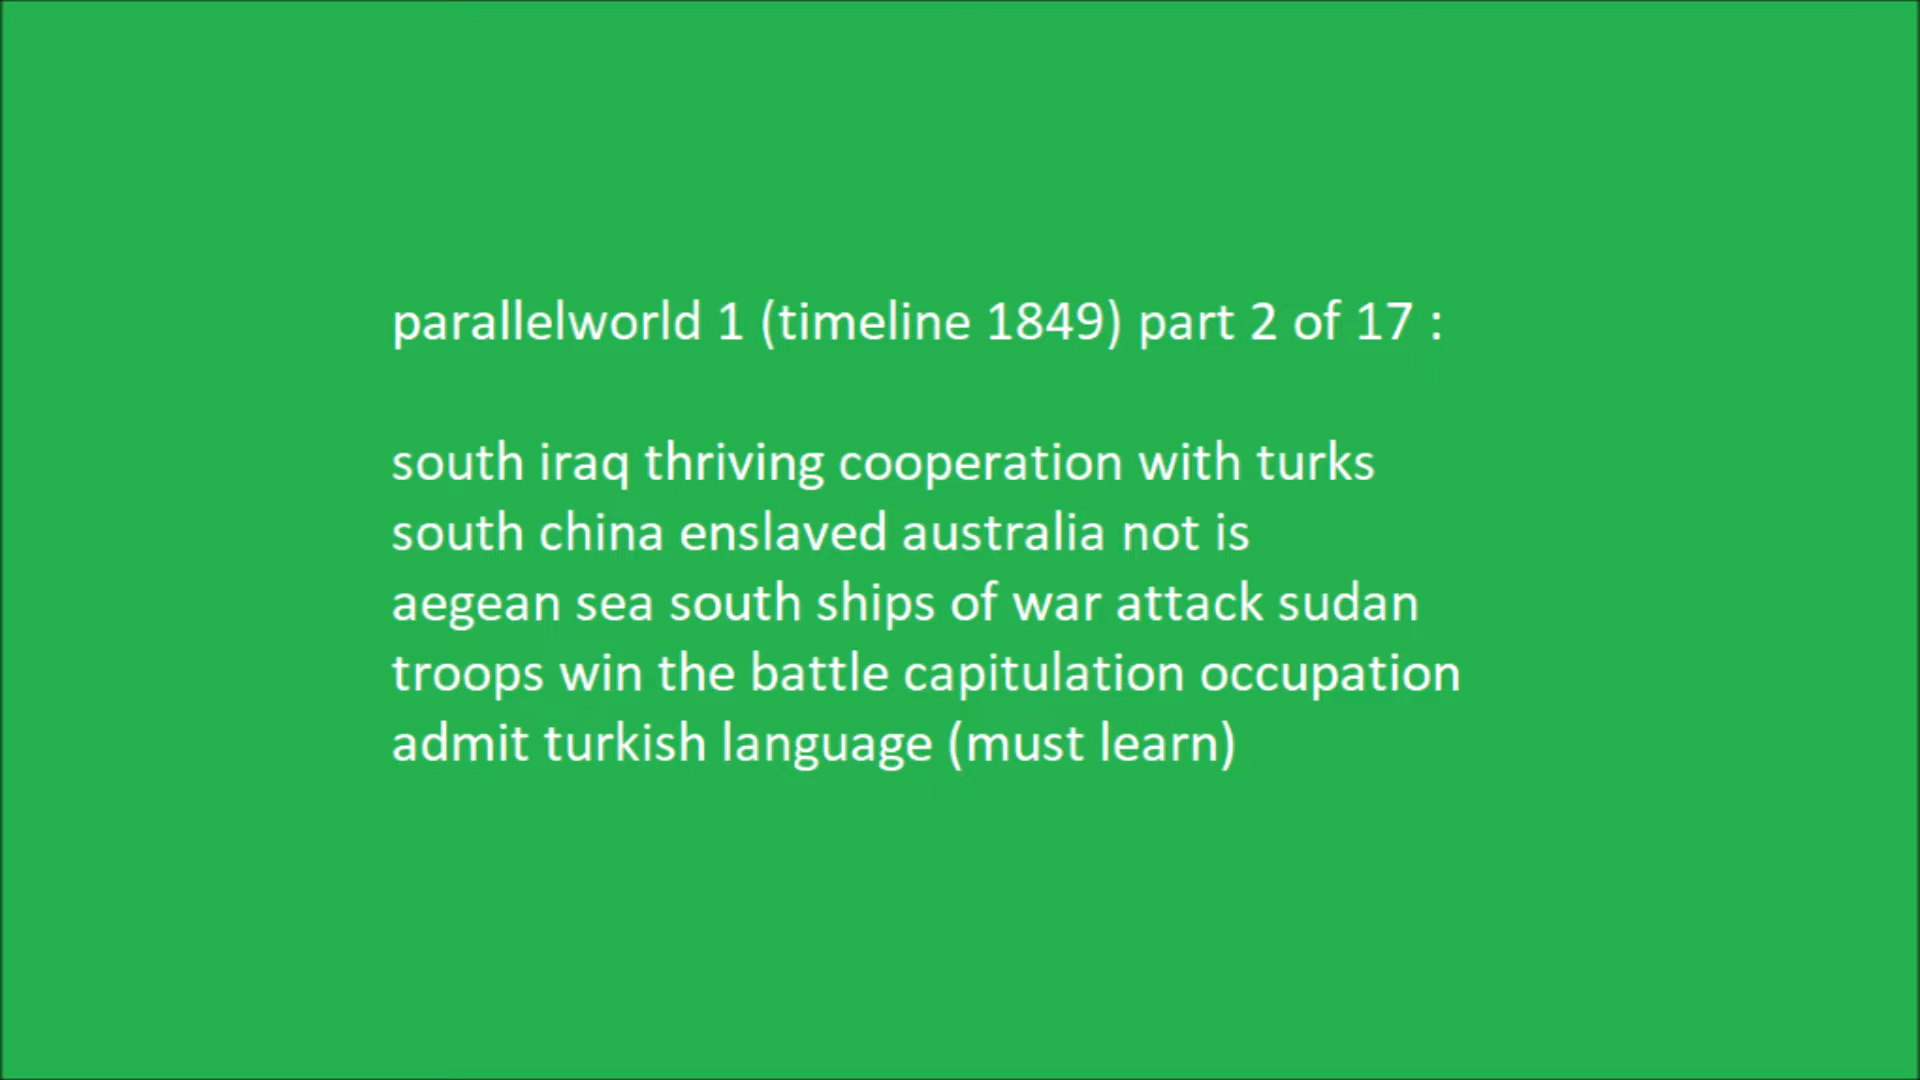 parallelworld 1 (timeline 1849) part 2 of 17 :
south iraq thriving cooperation with turks
south china enslaved australia not is
aegean sea south ships of war attack sudan
troops win the battle capitulation occupation
admit turkish language (must learn)